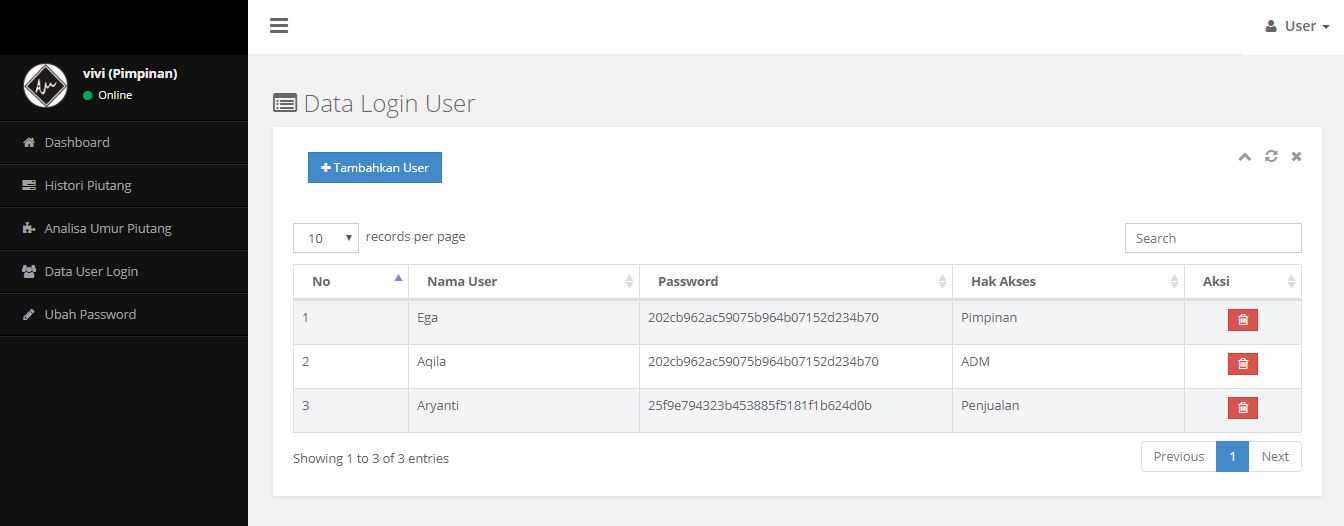 User
vivi (Pimpinan)
Online
Dashboard
Histori Piutang
Analisa Umur Piutang
Data User Login
Ubah Password
Data Login User
Tambahkan User
10 records per page
Search
No Nama User Password Hak Akses Aksi
1 Ega 202cb962ac59075b964b07152d234b70 Pimpinan
2 Aqila 202cb962ac59075b964b07152d234b70 ADM
3 Aryanti 25f9e794323b453885f5181f1b624d0b Penjualan
Showing 1 to 3 of 3 entries
Previous 1 Next